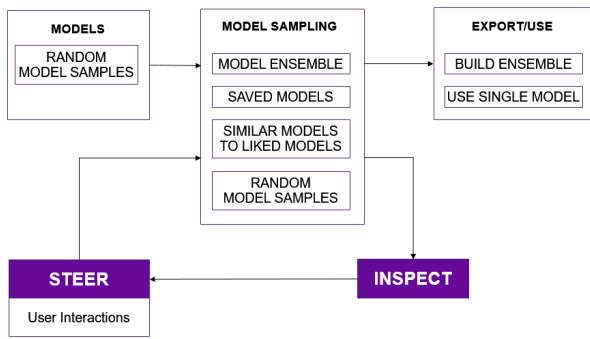 MODELS
RANDOM
MODEL SAMPLES
MODEL SAMPLING
MODEL ENSEMBLE
SAVED MODELS
SIMILAR MODELS
TO LIKED MODELS
RANDOM
MODEL SAMPLES
EXPORT/USE
BUILD ENSEMBLE
USE SINGLE MODEL
STEER
User Interactions
INSPECT